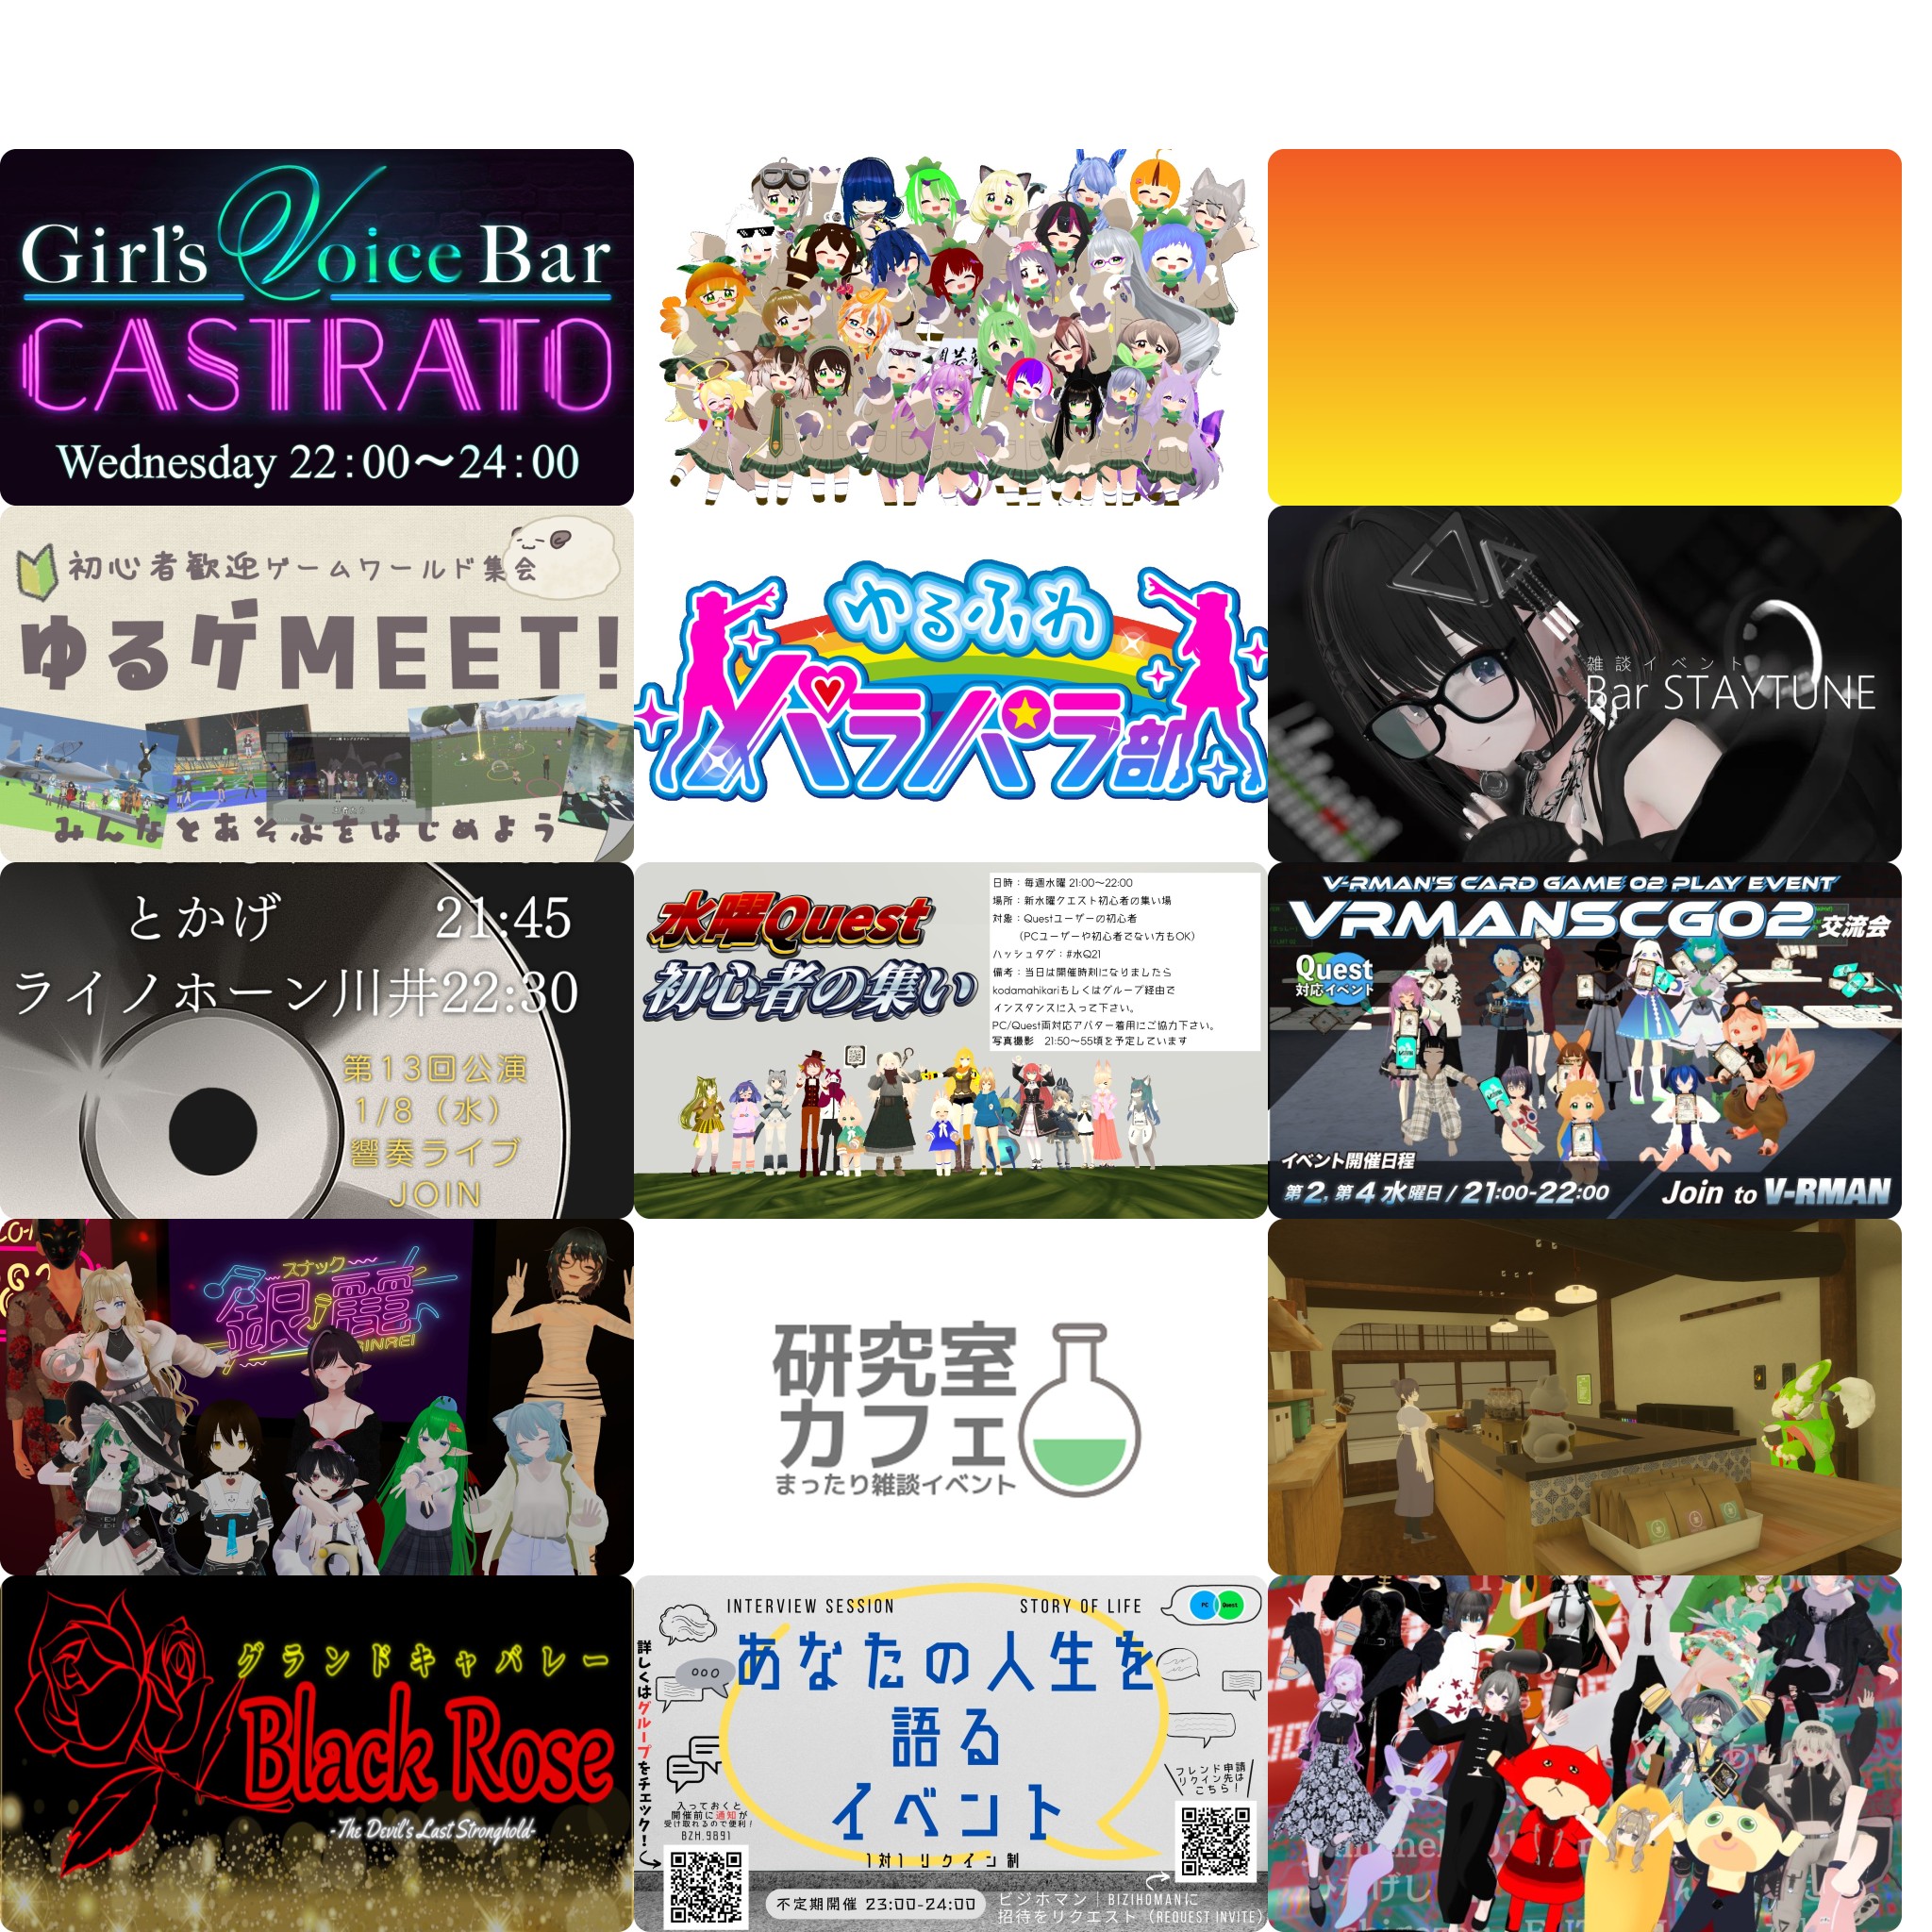 Girl's Voice Bar
CASTRATO
Wednesday 22:00〜24:00
初心者歓迎ゲームワールド集会
ゆるゲMEET!
みんなとあそぶをはじめよう
ゆるふわ
パラパラ部
雑談イベント
Bar STAYTUNE
とかげ 21:45
ライノホーン川井22:30
第13回公演
1/8（水）
響奏ライブ
JOIN
水曜Quest
初心者の集い
日時：毎週水曜 21:00〜22:00
場所：新水曜クエスト初心者の集い場
対象：Questユーザーの初心者
（PCユーザーや初心者でない方もOK）
ハッシュタグ：#水Q21
備考：当日は開催時刻になりましたら
kodamahikariもしくはグループ経由で
インスタンスに入って下さい。
PC/Quest両対応アバター着用にご協力下さい。
写真撮影 21:50〜55頃を予定しています
V-RMAN'S CARD GAME 02 PLAY EVENT
VRMANSCG02 交流会
Quest
対応イベント
イベント開催日程
第2, 第4 水曜日 / 21:00-22:00
Join to V-RMAN
スナック
銀麗
GINREI
研究室
カフェ
まったり雑談イベント
グランドキャバレー
Black Rose
-The Devil's Last Stronghold-
INTERVIEW SESSION
STORY OF LIFE
PC Quest
あなたの人生を
語る
イベント
1対1 リクイン制
詳しくはグループをチェック！
入っておくと
開催前に通知が
受け取れるので便利！
BZH.9891
フレンド申請
リクイン先は
こちら！
不定期開催 23:00-24:00
ビジホマン｜BIZIHOMANに
招待をリクエスト（REQUEST INVITE）